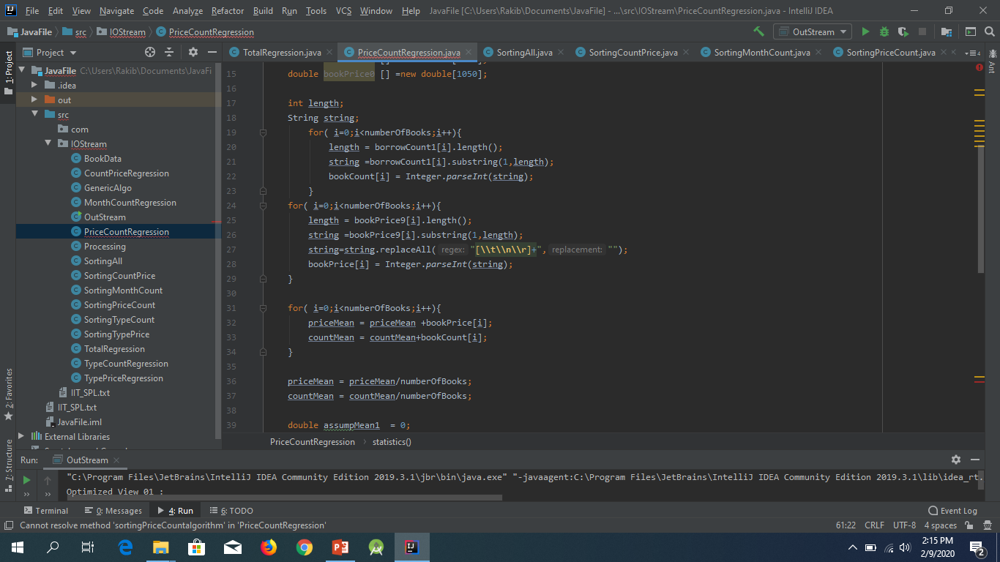 File Edit View Navigate Code Analyze Refactor Build Run Tools VCS Window Help JavaFile [C:\Users\Rakib\Documents\JavaFile] - ...\src\IOStream\PriceCountRegression.java - IntelliJ IDEA
JavaFile src IOStream PriceCountRegression OutStream
1: Project
Project
TotalRegression.java PriceCountRegression.java SortingAll.java SortingCountPrice.java SortingMonthCount.java SortingPriceCount.java
Ant
JavaFile C:\Users\Rakib\Documents\JavaFi
.idea
out
src
com
IOStream
BookData
CountPriceRegression
GenericAlgo
MonthCountRegression
OutStream
PriceCountRegression
Processing
SortingAll
SortingCountPrice
SortingMonthCount
SortingPriceCount
SortingTypeCount
SortingTypePrice
TotalRegression
TypeCountRegression
TypePriceRegression
IIT_SPL.txt
IIT_SPL.txt
JavaFile.iml
External Libraries
15 double bookPrice0 [] =new double[1050];
16
17 int length;
18 String string;
19 for( i=0;i<numberOfBooks;i++){
20 length = borrowCount1[i].length();
21 string =borrowCount1[i].substring(1,length);
22 bookCount[i] = Integer.parseInt(string);
23 }
24 for( i=0;i<numberOfBooks;i++){
25 length = bookPrice9[i].length();
26 string =bookPrice9[i].substring(1,length);
27 string=string.replaceAll( regex: "[\\t\\n\\r]+", replacement: "");
28 bookPrice[i] = Integer.parseInt(string);
29 }
30
31 for( i=0;i<numberOfBooks;i++){
32 priceMean = priceMean +bookPrice[i];
33 countMean = countMean+bookCount[i];
34 }
35
36 priceMean = priceMean/numberOfBooks;
37 countMean = countMean/numberOfBooks;
38
39 double assumpMean1 = 0;
PriceCountRegression › statistics()
2: Favorites
7: Structure
Run: OutStream
"C:\Program Files\JetBrains\IntelliJ IDEA Community Edition 2019.3.1\jbr\bin\java.exe" "-javaagent:C:\Program Files\JetBrains\IntelliJ IDEA Community Edition 2019.3.1\lib\idea_rt.
Optimized View 01 :
Terminal 0: Messages 4: Run 6: TODO Event Log
Cannot resolve method 'sortingPriceCountalgorithm' in 'PriceCountRegression' 61:22 CRLF UTF-8 4 spaces
2:15 PM
2/9/2020
2